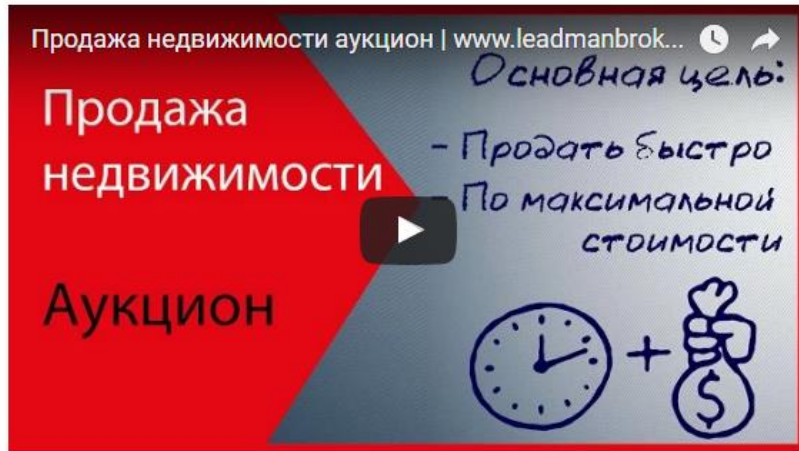 Продажа недвижимости аукцион | www.leadmanbrok...
Продажа
недвижимости
Аукцион
Основная цель:
- Продать быстро
- По максимальной
стоимости
$